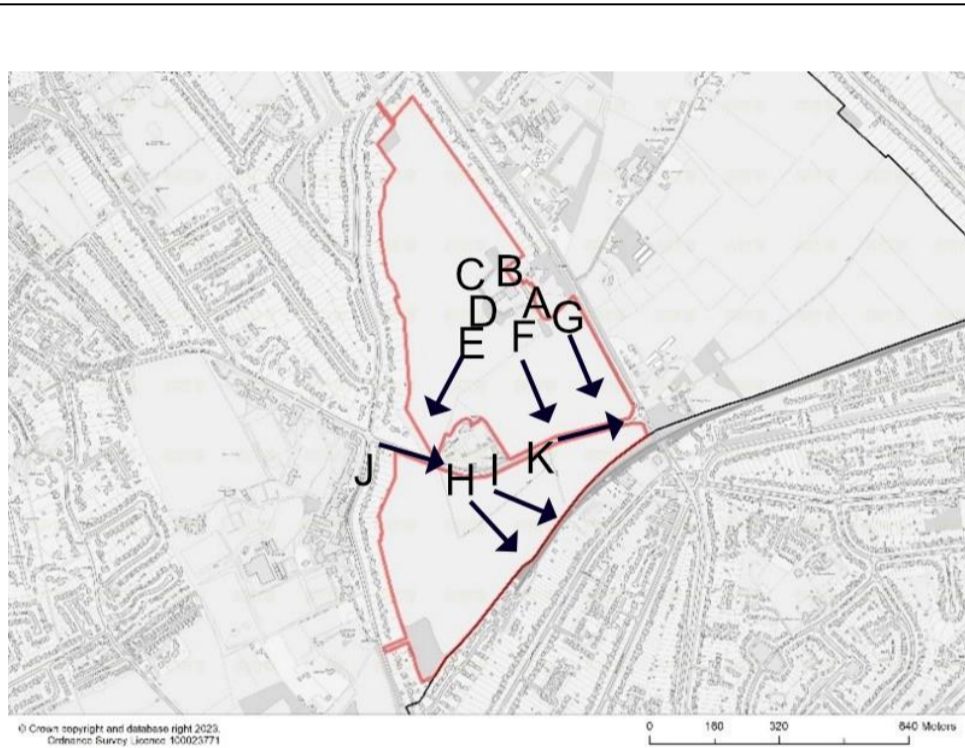 C B
A
D G
E F
K
J H I
© Crown copyright and database right 2023.
Ordnance Survey Licence 100023771
0 160 320 640 Meters